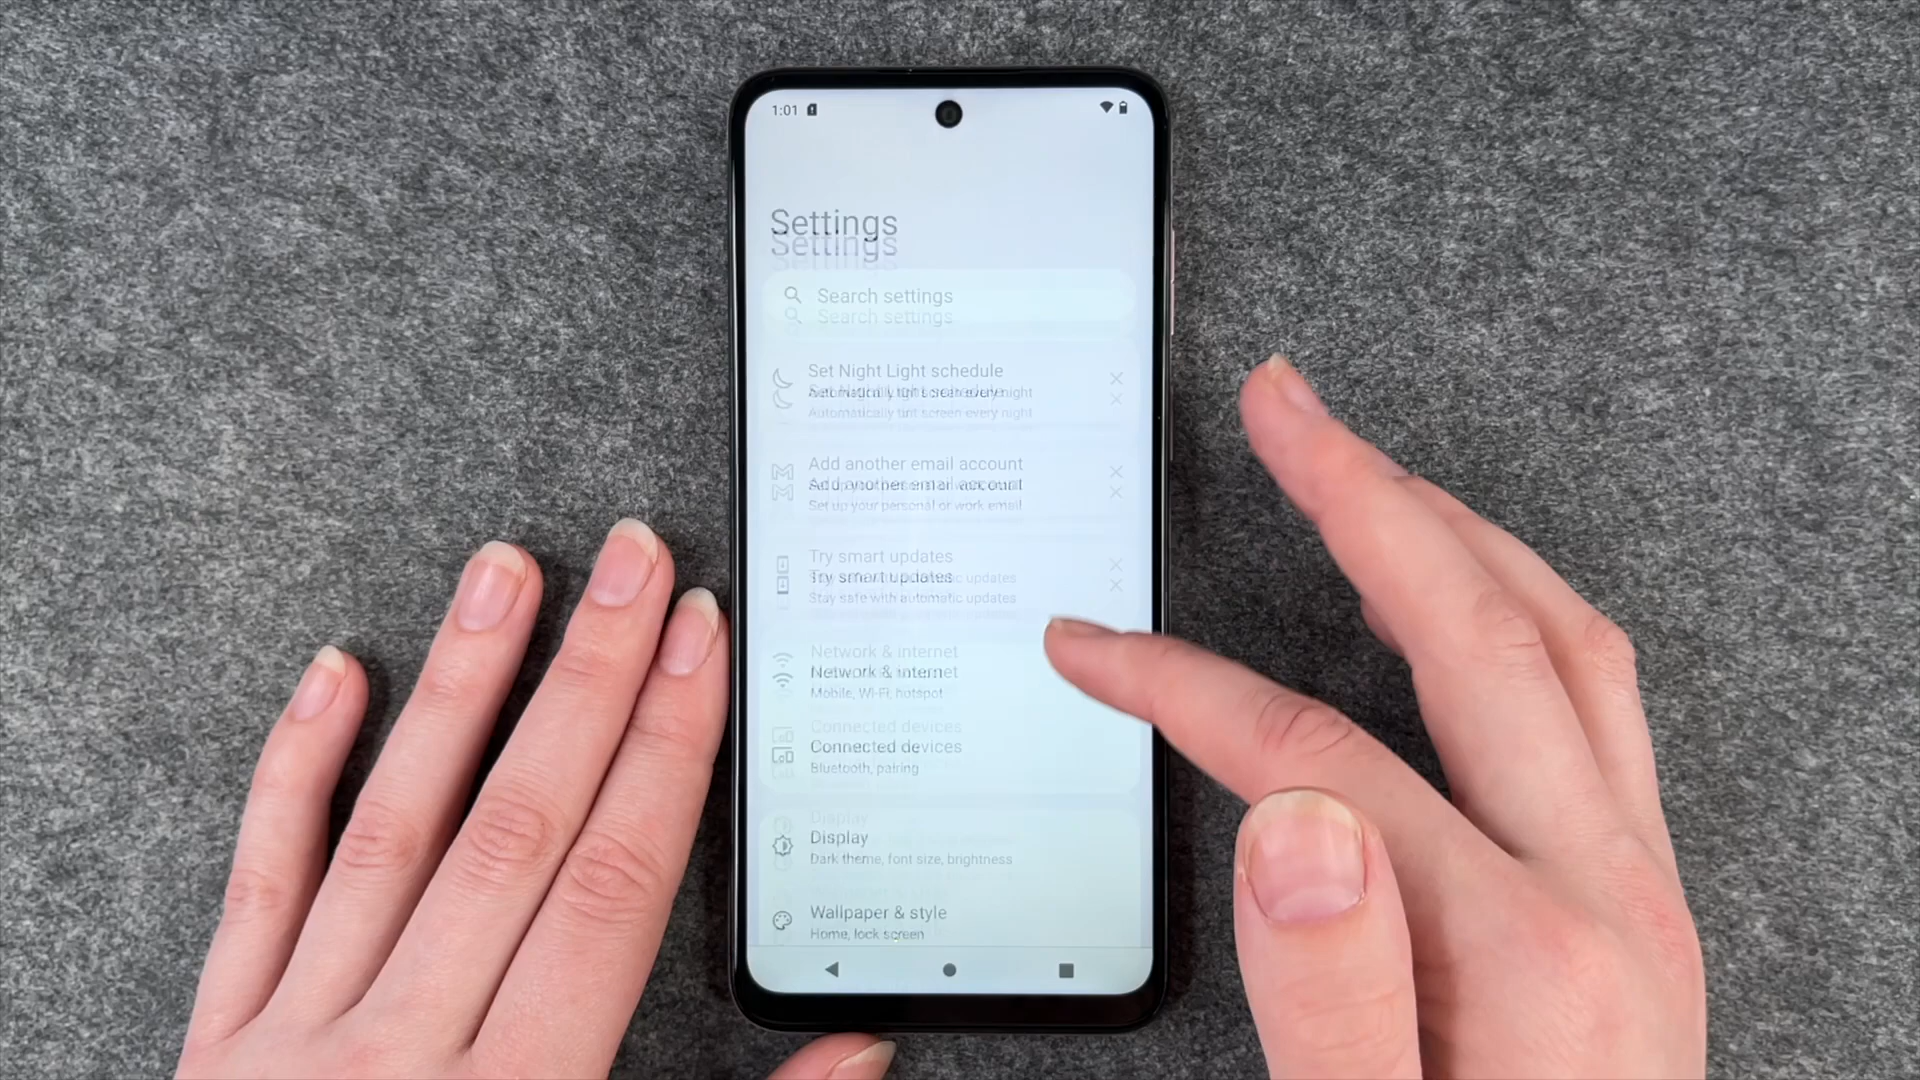 1:01
Settings
Search settings
Set Night Light schedule
Automatically tint screen every night
Add another email account
Set up your personal or work email
Try smart updates
Stay safe with automatic updates
Network & internet
Mobile, Wi-Fi, hotspot
Connected devices
Bluetooth, pairing
Display
Dark theme, font size, brightness
Wallpaper & style
Home, lock screen